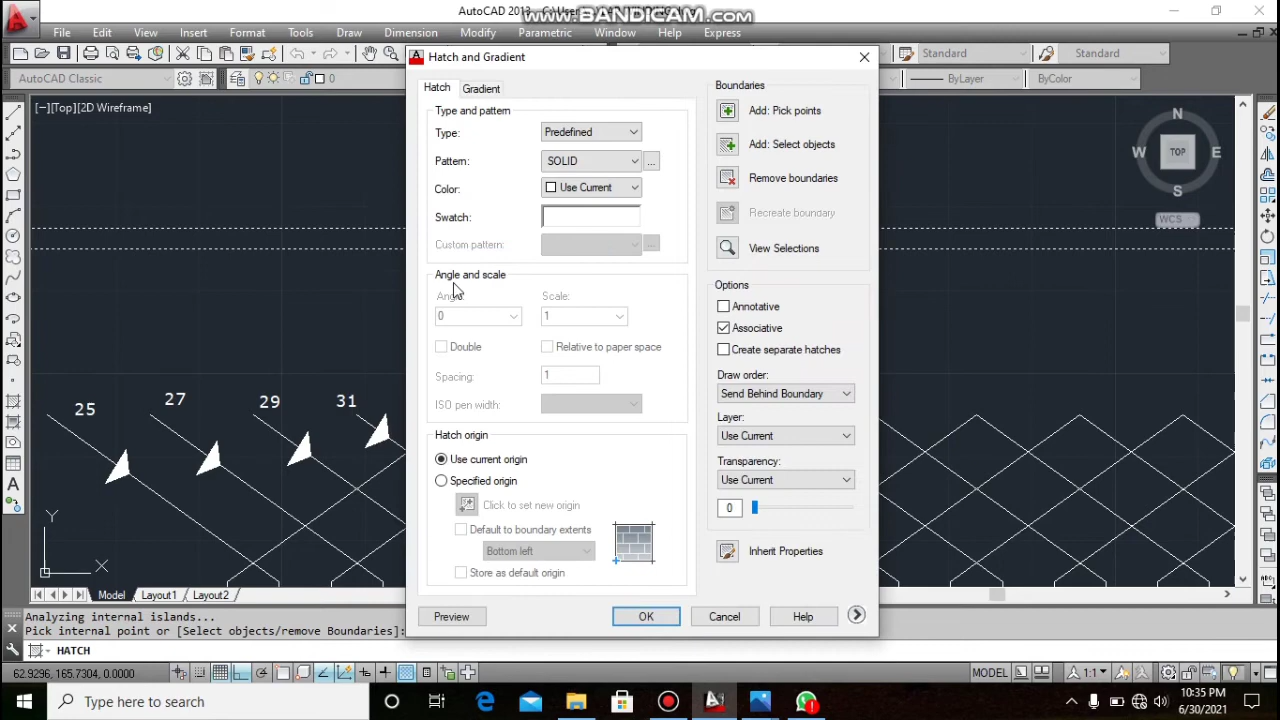 AutoCAD 2013
www.BANDICAM.com
File Edit View Insert Format Tools Draw Dimension Modify Parametric Window Help Express
Standard
Standard
AutoCAD Classic
0
ByLayer
ByColor
[−][Top][2D Wireframe]
N
W
TOP
E
S
WCS
25
27
29
31
Y
X
Hatch and Gradient
Hatch
Gradient
Type and pattern
Type:
Predefined
Pattern:
SOLID
...
Color:
Use Current
Swatch:
Custom pattern:
...
Angle and scale
Scale:
0
1
Double
Relative to paper space
Spacing:
1
ISO pen width:
Hatch origin
Use current origin
Specified origin
Click to set new origin
Default to boundary extents
Bottom left
Store as default origin
Boundaries
Add: Pick points
Add: Select objects
Remove boundaries
Recreate boundary
View Selections
Options
Annotative
Associative
Create separate hatches
Draw order:
Send Behind Boundary
Layer:
Use Current
Transparency:
Use Current
0
Inherit Properties
Preview
OK
Cancel
Help
Model
Layout1
Layout2
Analyzing internal islands...
Pick internal point or [Select objects/remove Boundaries]:
HATCH
62.9296, 165.7304, 0.0000
MODEL
1:1
Type here to search
10:35 PM
6/30/2021